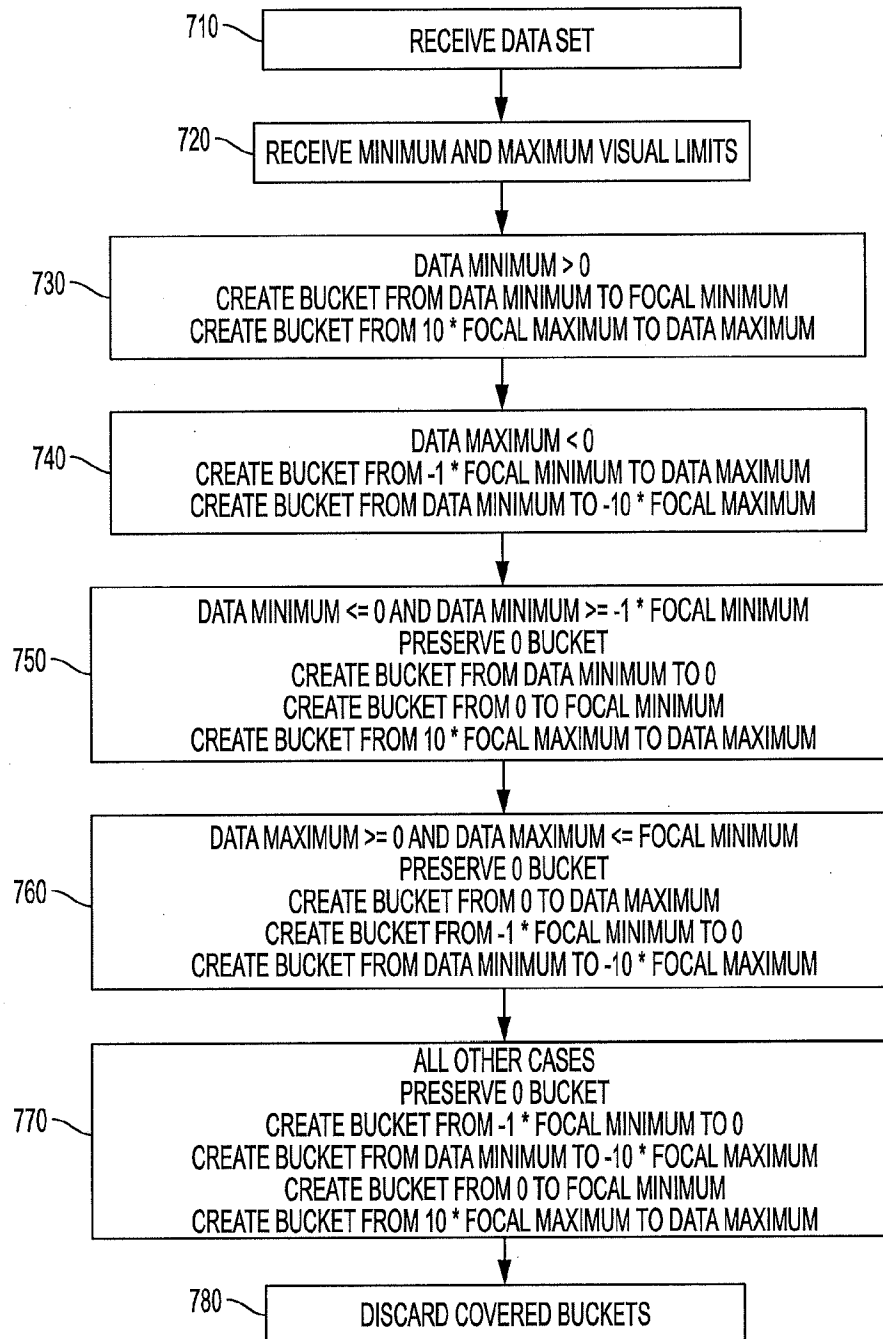 710
RECEIVE DATA SET
720
RECEIVE MINIMUM AND MAXIMUM VISUAL LIMITS
730
DATA MINIMUM > 0
CREATE BUCKET FROM DATA MINIMUM TO FOCAL MINIMUM
CREATE BUCKET FROM 10 * FOCAL MAXIMUM TO DATA MAXIMUM
740
DATA MAXIMUM < 0
CREATE BUCKET FROM -1 * FOCAL MINIMUM TO DATA MAXIMUM
CREATE BUCKET FROM DATA MINIMUM TO -10 * FOCAL MAXIMUM
750
DATA MINIMUM <= 0 AND DATA MINIMUM >= -1 * FOCAL MINIMUM
PRESERVE 0 BUCKET
CREATE BUCKET FROM DATA MINIMUM TO 0
CREATE BUCKET FROM 0 TO FOCAL MINIMUM
CREATE BUCKET FROM 10 * FOCAL MAXIMUM TO DATA MAXIMUM
760
DATA MAXIMUM >= 0 AND DATA MAXIMUM <= FOCAL MINIMUM
PRESERVE 0 BUCKET
CREATE BUCKET FROM 0 TO DATA MAXIMUM
CREATE BUCKET FROM -1 * FOCAL MINIMUM TO 0
CREATE BUCKET FROM DATA MINIMUM TO -10 * FOCAL MAXIMUM
770
ALL OTHER CASES
PRESERVE 0 BUCKET
CREATE BUCKET FROM -1 * FOCAL MINIMUM TO 0
CREATE BUCKET FROM DATA MINIMUM TO -10 * FOCAL MAXIMUM
CREATE BUCKET FROM 0 TO FOCAL MINIMUM
CREATE BUCKET FROM 10 * FOCAL MAXIMUM TO DATA MAXIMUM
780
DISCARD COVERED BUCKETS